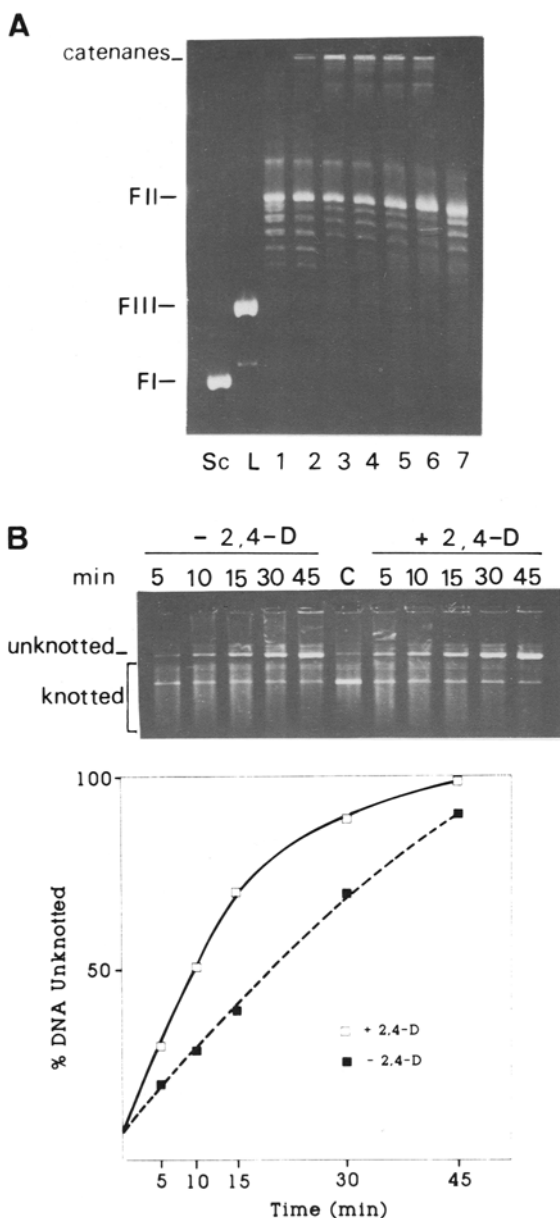 A
catenanes
FII
FIII
FI
Sc L 1 2 3 4 5 6 7
B
- 2,4-D + 2,4-D
min 5 10 15 30 45 C 5 10 15 30 45
unknotted
knotted
100
50
% DNA Unknotted
+ 2,4-D
- 2,4-D
5 10 15 30 45
Time (min)